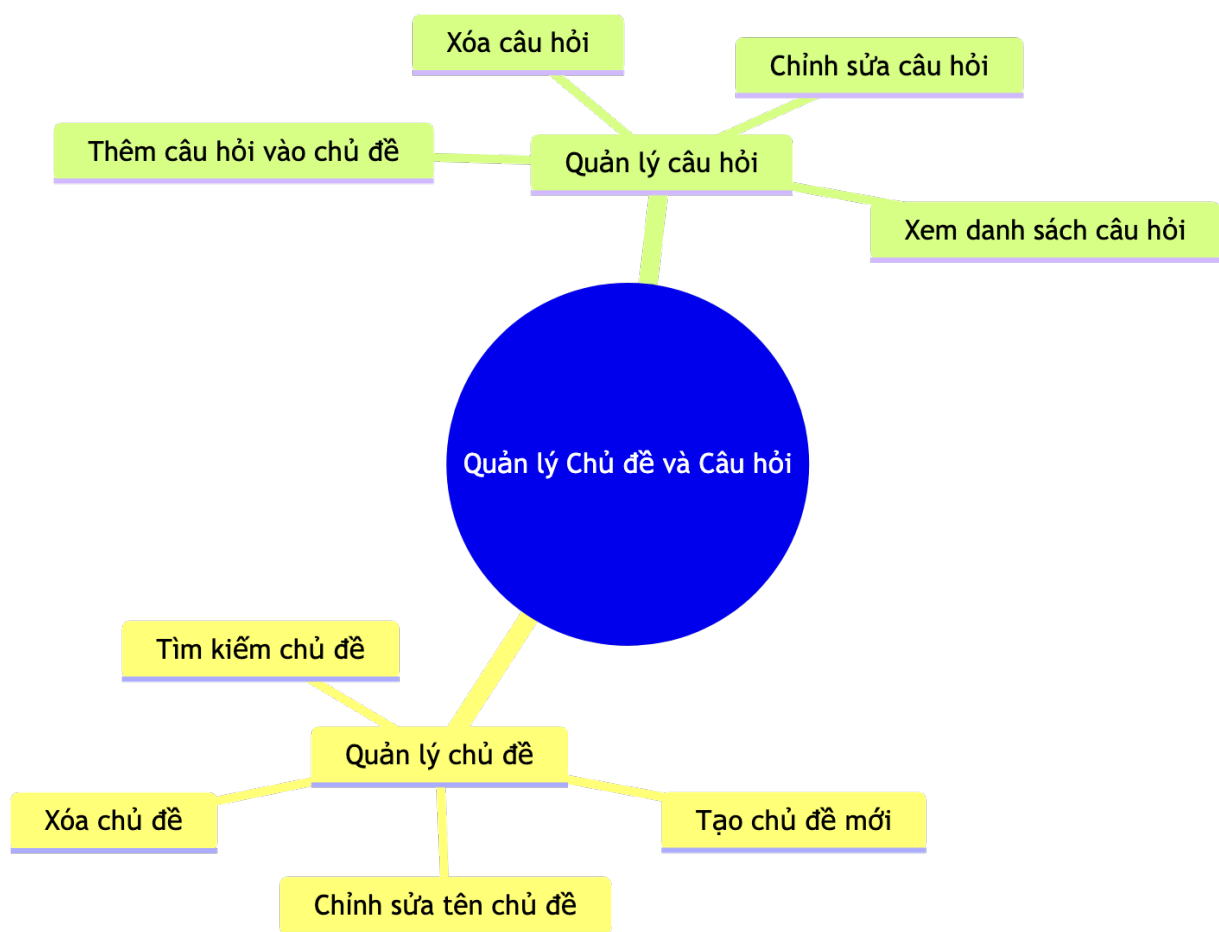 Xóa câu hỏi
Chỉnh sửa câu hỏi
Thêm câu hỏi vào chủ đề
Quản lý câu hỏi
Xem danh sách câu hỏi
Quản lý Chủ đề và Câu hỏi
Tìm kiếm chủ đề
Quản lý chủ đề
Xóa chủ đề
Tạo chủ đề mới
Chỉnh sửa tên chủ đề